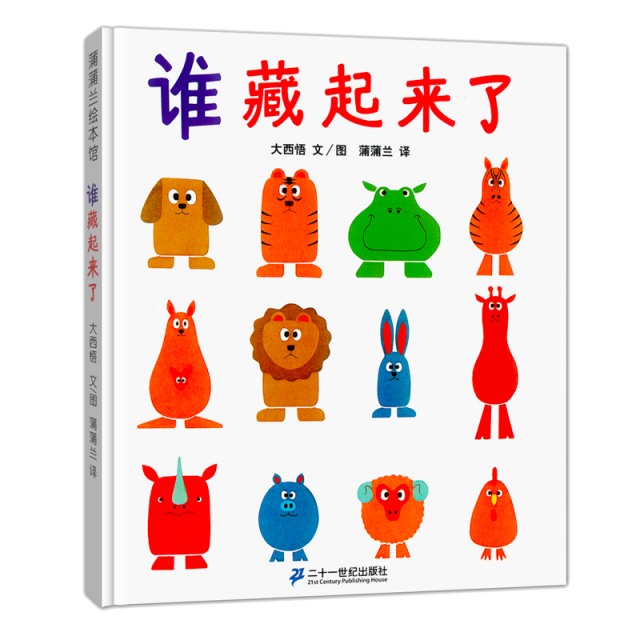 谁藏起来了
大西悟 文/图 蒲蒲兰 译
二十一世纪出版社
21st Century Publishing House
蒲蒲兰绘本馆
谁藏起来了
大西悟 文/图 蒲蒲兰 译